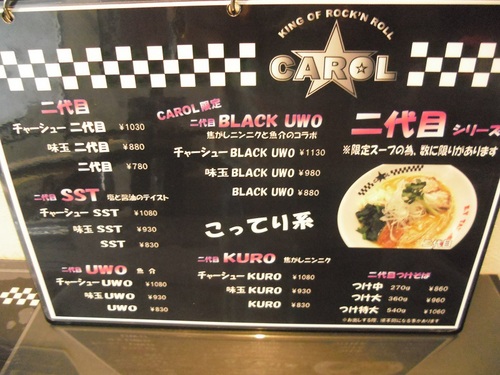 KING OF ROCK'N ROLL
CAROL
二代目
チャーシュー 二代目 ¥1030
味玉 二代目 ¥880
二代目 ¥780
二代目 SST 塩と醤油のテイスト
チャーシュー SST ¥1080
味玉 SST ¥930
SST ¥830
二代目 UWO 魚介
チャーシュー UWO ¥1080
味玉 UWO ¥930
UWO ¥830
CAROL限定
二代目 BLACK UWO
焦がしニンニクと魚介のコラボ
チャーシュー BLACK UWO ¥1130
味玉 BLACK UWO ¥980
BLACK UWO ¥880
こってり系
二代目 KURO 焦がしニンニク
チャーシュー KURO ¥1080
味玉 KURO ¥930
KURO ¥830
二代目 シリーズ
※限定スープの為、数に限りがあります
二代目つけそば
つけ中 270g ¥860
つけ大 360g ¥960
つけ特大 540g ¥1060